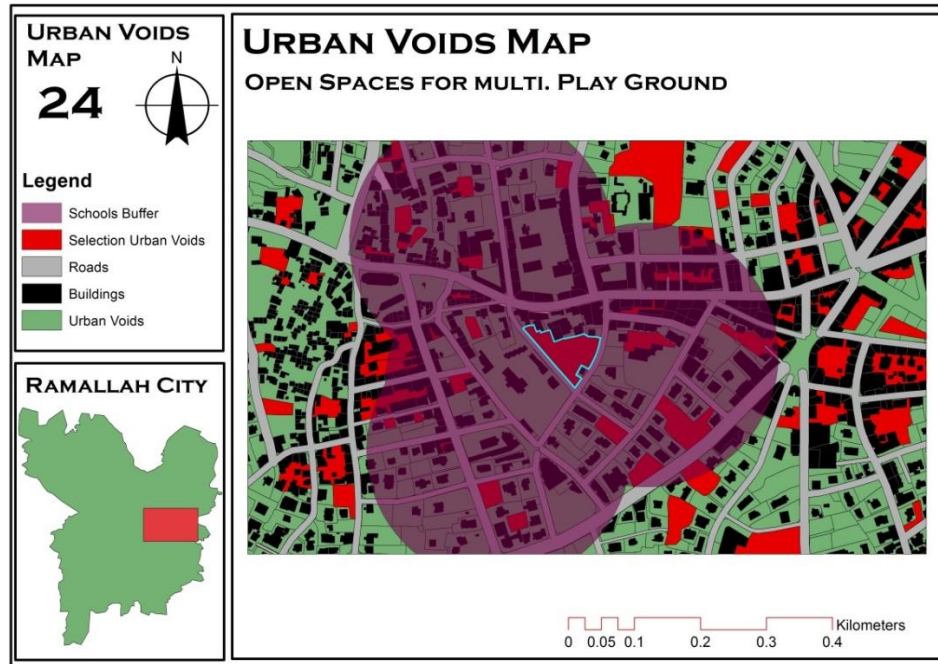 URBAN VOIDS
MAP
24
N
Legend
Schools Buffer
Selection Urban Voids
Roads
Buildings
Urban Voids
RAMALLAH CITY
URBAN VOIDS MAP
OPEN SPACES FOR MULTI. PLAY GROUND
Kilometers
0 0.05 0.1 0.2 0.3 0.4